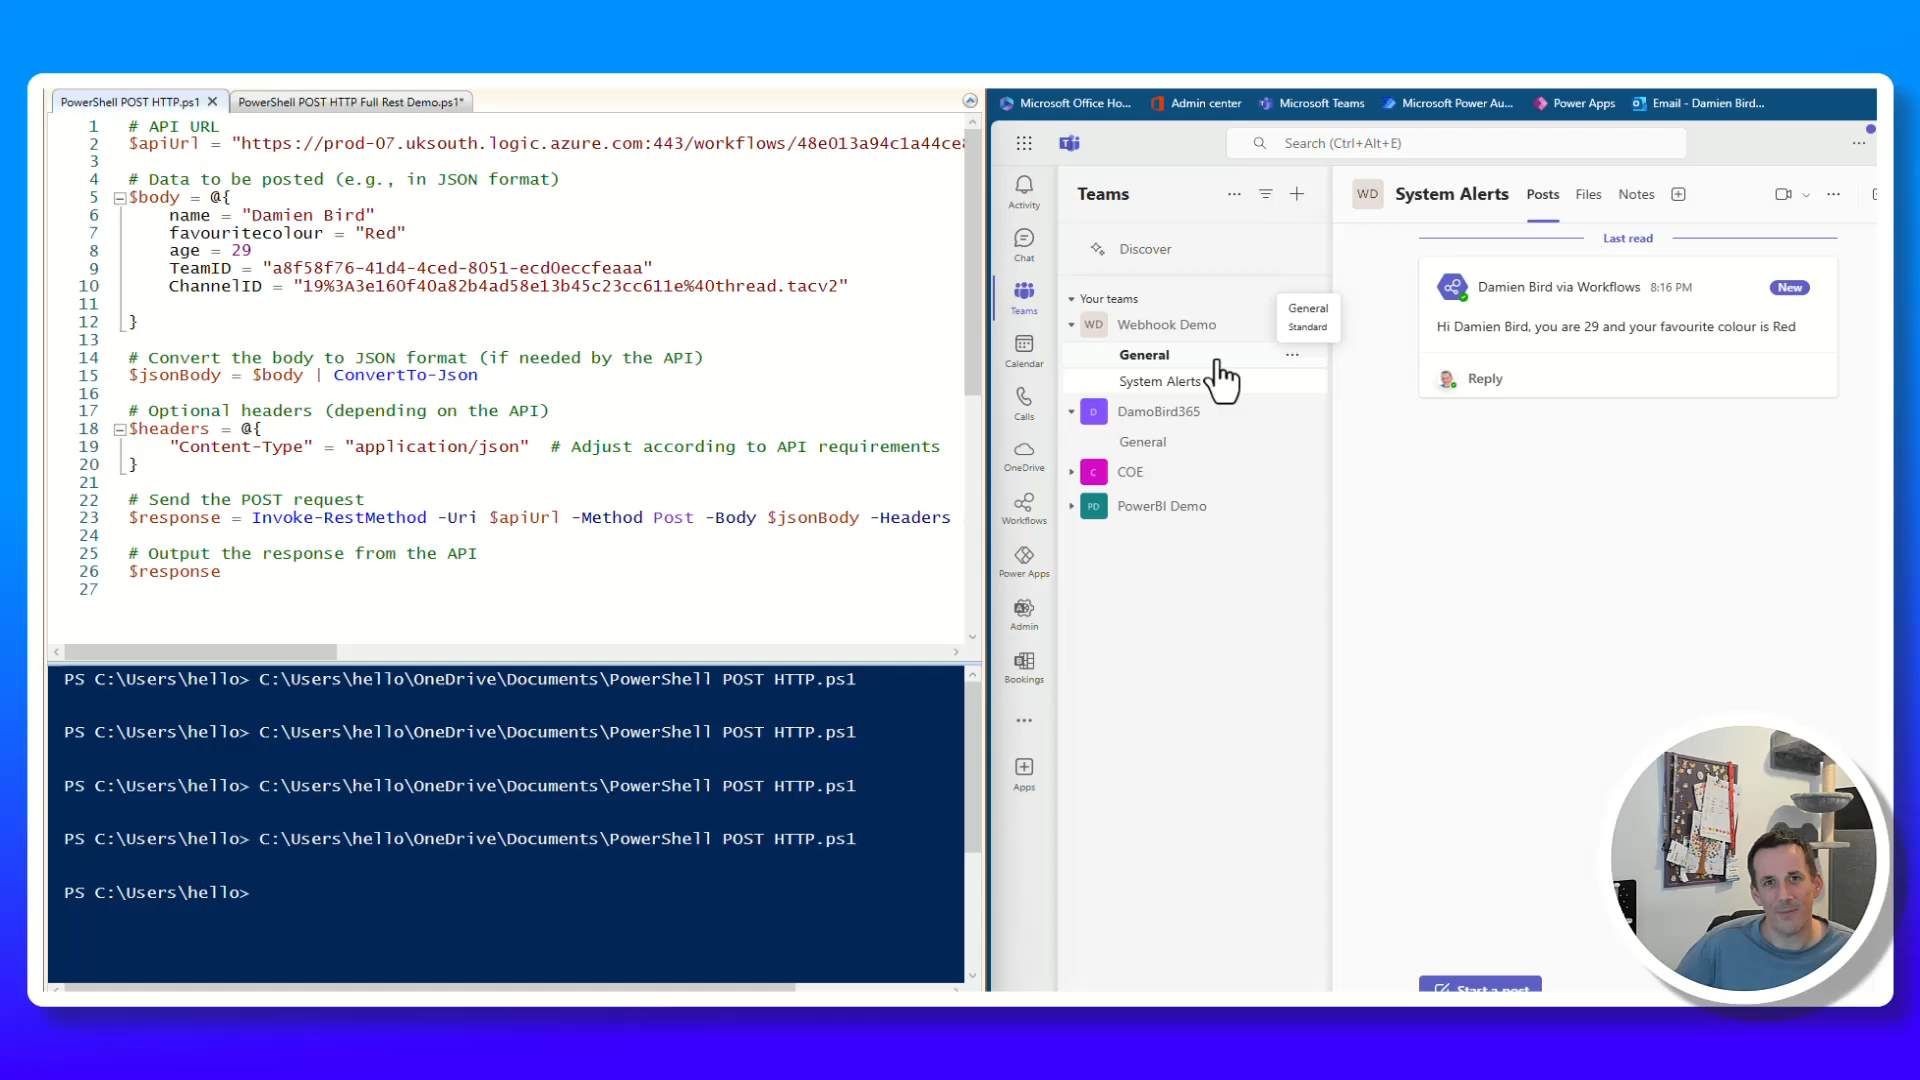 PowerShell POST HTTP.ps1
PowerShell POST HTTP Full Rest Demo.ps1*
1 # API URL
2 $apiUrl = "https://prod-07.uksouth.logic.azure.com:443/workflows/48e013a94c1a44ce
3
4 # Data to be posted (e.g., in JSON format)
5 $body = @{
6 name = "Damien Bird"
7 favouritecolour = "Red"
8 age = 29
9 TeamID = "a8f58f76-41d4-4ced-8051-ecd0eccfeaaa"
10 ChannelID = "19%3A3e160f40a82b4ad58e13b45c23cc611e%40thread.tacv2"
11
12 }
13
14 # Convert the body to JSON format (if needed by the API)
15 $jsonBody = $body | ConvertTo-Json
16
17 # Optional headers (depending on the API)
18 $headers = @{
19 "Content-Type" = "application/json" # Adjust according to API requirements
20 }
21
22 # Send the POST request
23 $response = Invoke-RestMethod -Uri $apiUrl -Method Post -Body $jsonBody -Headers
24
25 # Output the response from the API
26 $response
27
PS C:\Users\hello> C:\Users\hello\OneDrive\Documents\PowerShell POST HTTP.ps1
PS C:\Users\hello> C:\Users\hello\OneDrive\Documents\PowerShell POST HTTP.ps1
PS C:\Users\hello> C:\Users\hello\OneDrive\Documents\PowerShell POST HTTP.ps1
PS C:\Users\hello> C:\Users\hello\OneDrive\Documents\PowerShell POST HTTP.ps1
PS C:\Users\hello>
Microsoft Office Ho...
Admin center
Microsoft Teams
Microsoft Power Au...
Power Apps
Email - Damien Bird...
Search (Ctrl+Alt+E)
Activity
Chat
Teams
Calendar
Calls
OneDrive
Workflows
Power Apps
Admin
Bookings
Apps
Teams
Discover
Your teams
WD Webhook Demo
General
System Alerts
D DamoBird365
General
C COE
PD PowerBI Demo
General
Standard
WD System Alerts
Posts
Files
Notes
Last read
Damien Bird via Workflows 8:16 PM
New
Hi Damien Bird, you are 29 and your favourite colour is Red
Reply
Start a post